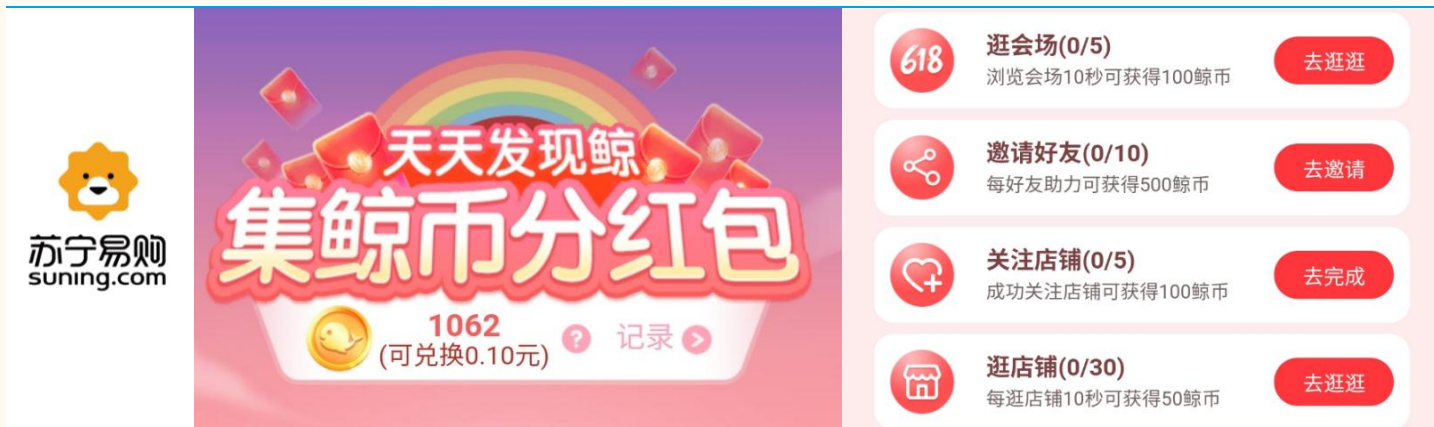 苏宁易购
suning.com
天天发现鲸
集鲸币分红包
1062
(可兑换0.10元)
?
记录 >
618
逛会场(0/5)
浏览会场10秒可获得100鲸币
去逛逛
邀请好友(0/10)
每好友助力可获得500鲸币
去邀请
关注店铺(0/5)
成功关注店铺可获得100鲸币
去完成
逛店铺(0/30)
每逛店铺10秒可获得50鲸币
去逛逛